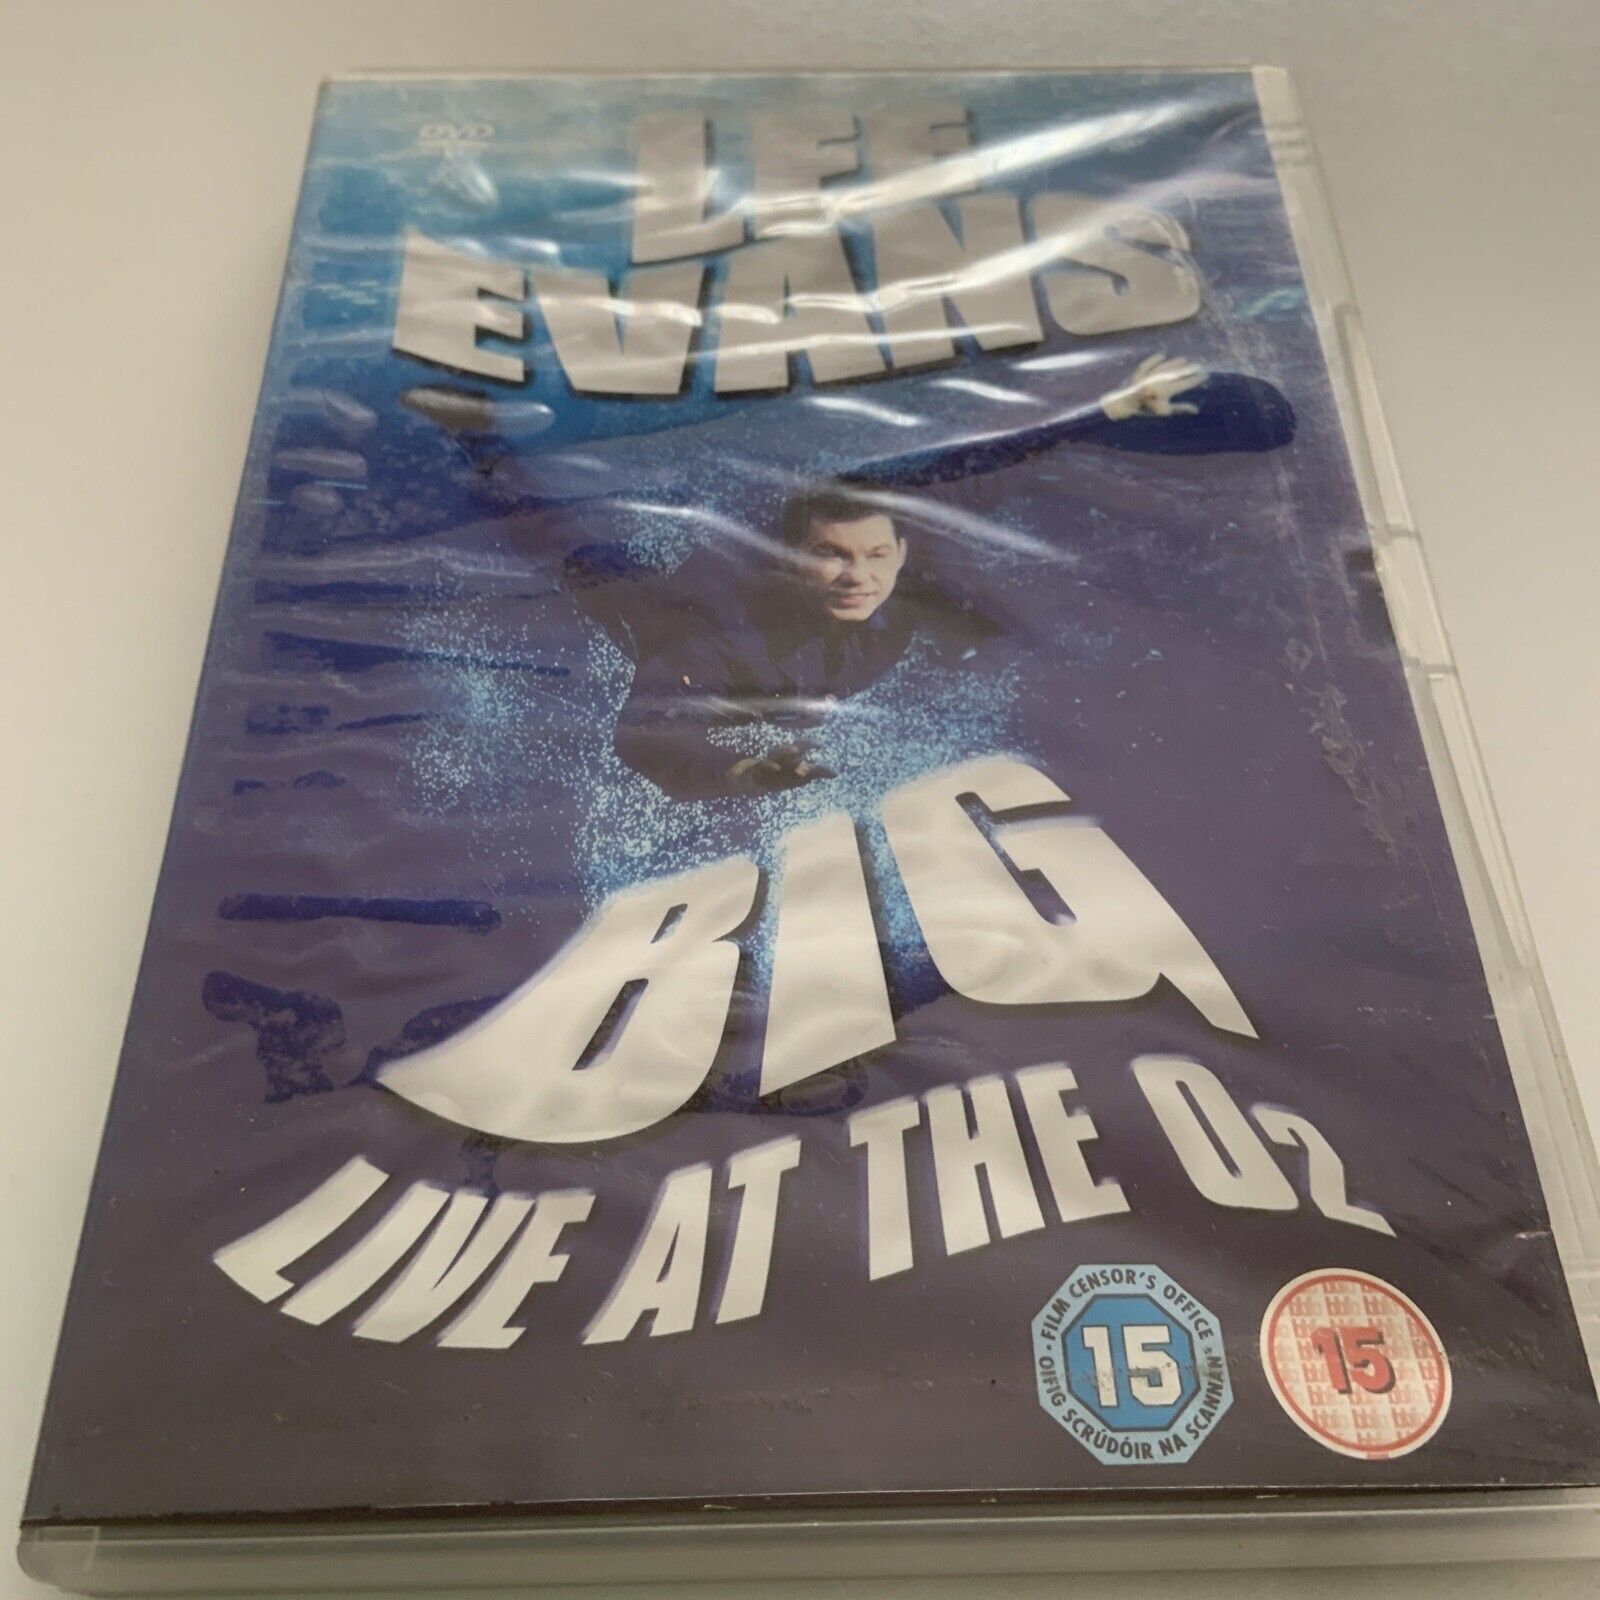 DVD
LEE
EVANS
BIG
LIVE AT THE O2
· FILM CENSOR'S OFFICE ·
15
OIFIG SCRÚDÓIR NA SCANNÁN
15